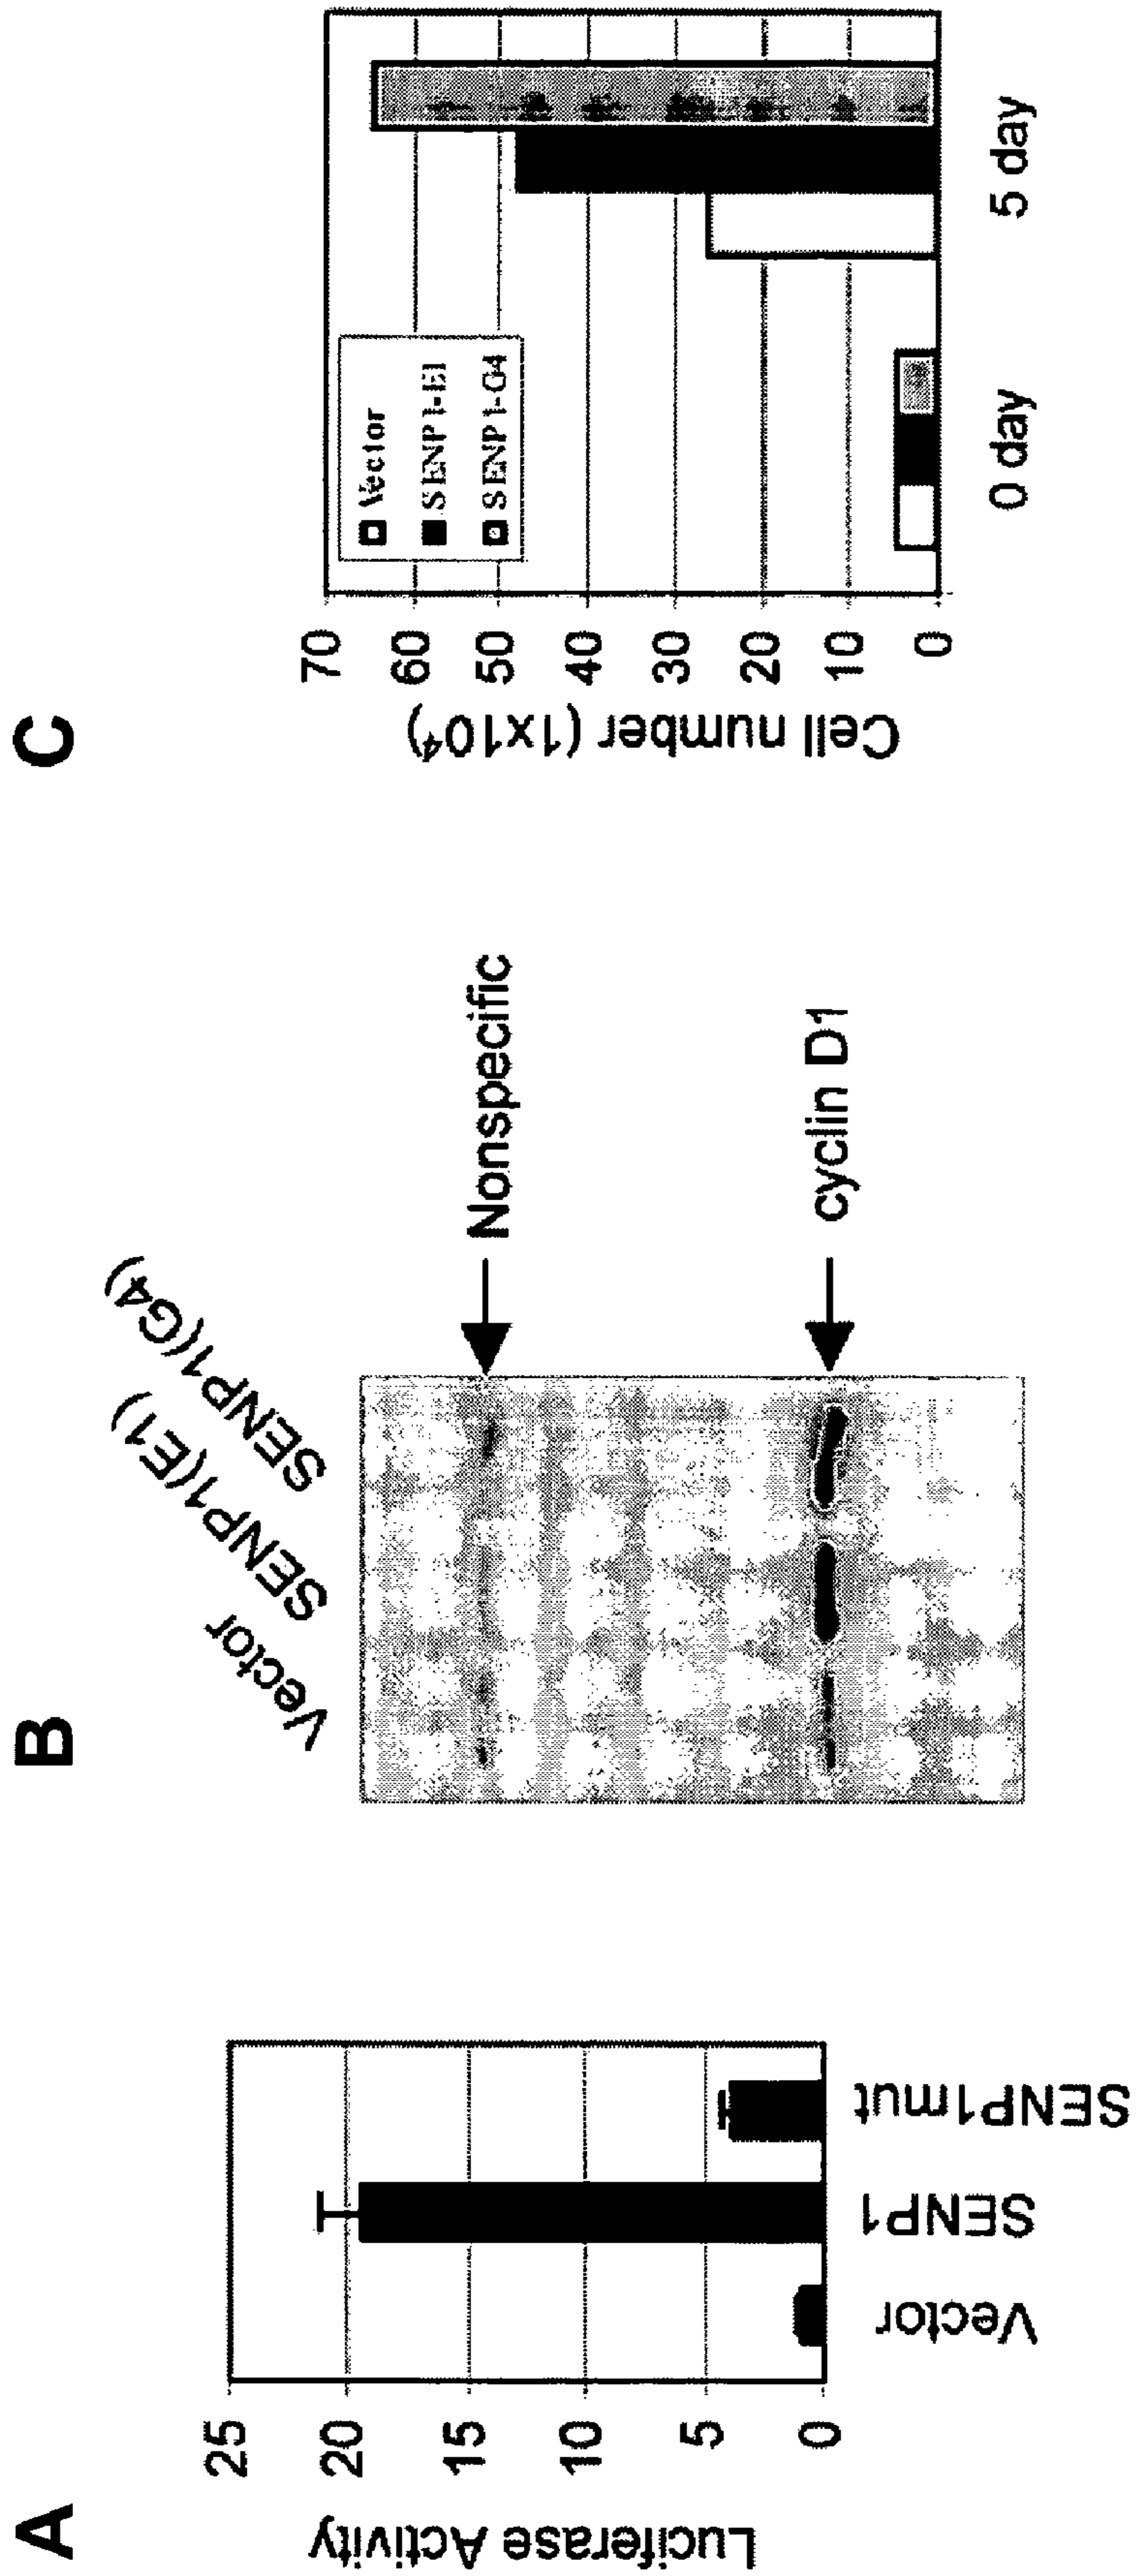 A
Luciferase Activity
25
20
15
10
5
0
Vector
SENP1
SENP1mut
B
Vector
SENP1(E1)
SENP1(G4)
Nonspecific
cyclin D1
C
Cell number (1x10⁴)
70
60
50
40
30
20
10
0
Vector
SENP1-E1
SENP1-G4
0 day
5 day